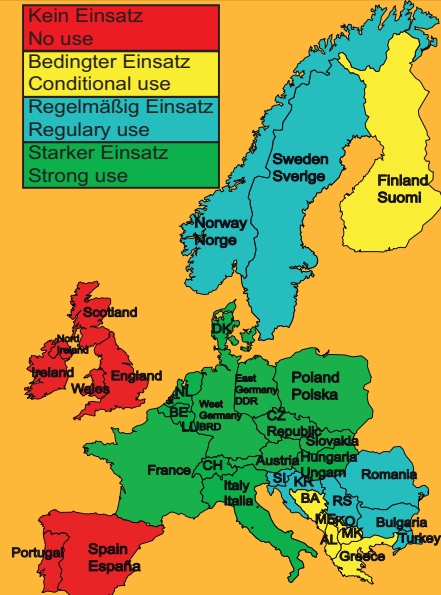 Kein Einsatz
No use
Bedingter Einsatz
Conditional use
Regelmäßig Einsatz
Regulary use
Starker Einsatz
Strong use
Sweden
Sverige
Finland
Suomi
Norway
Norge
Scotland
Nord
Ireland
Ireland
England
Wales
DK
NL
BE
LU
West
Germany
BRD
East
Germany
DDR
Poland
Polska
CZ
Republic
Slovakia
France
CH
Austria
Hungaria
Ungarn
Italy
Italia
SI
KR
BA
RS
Romania
ME
KO
MK
AL
Bulgaria
Turkey
Greece
Portugal
Spain
España